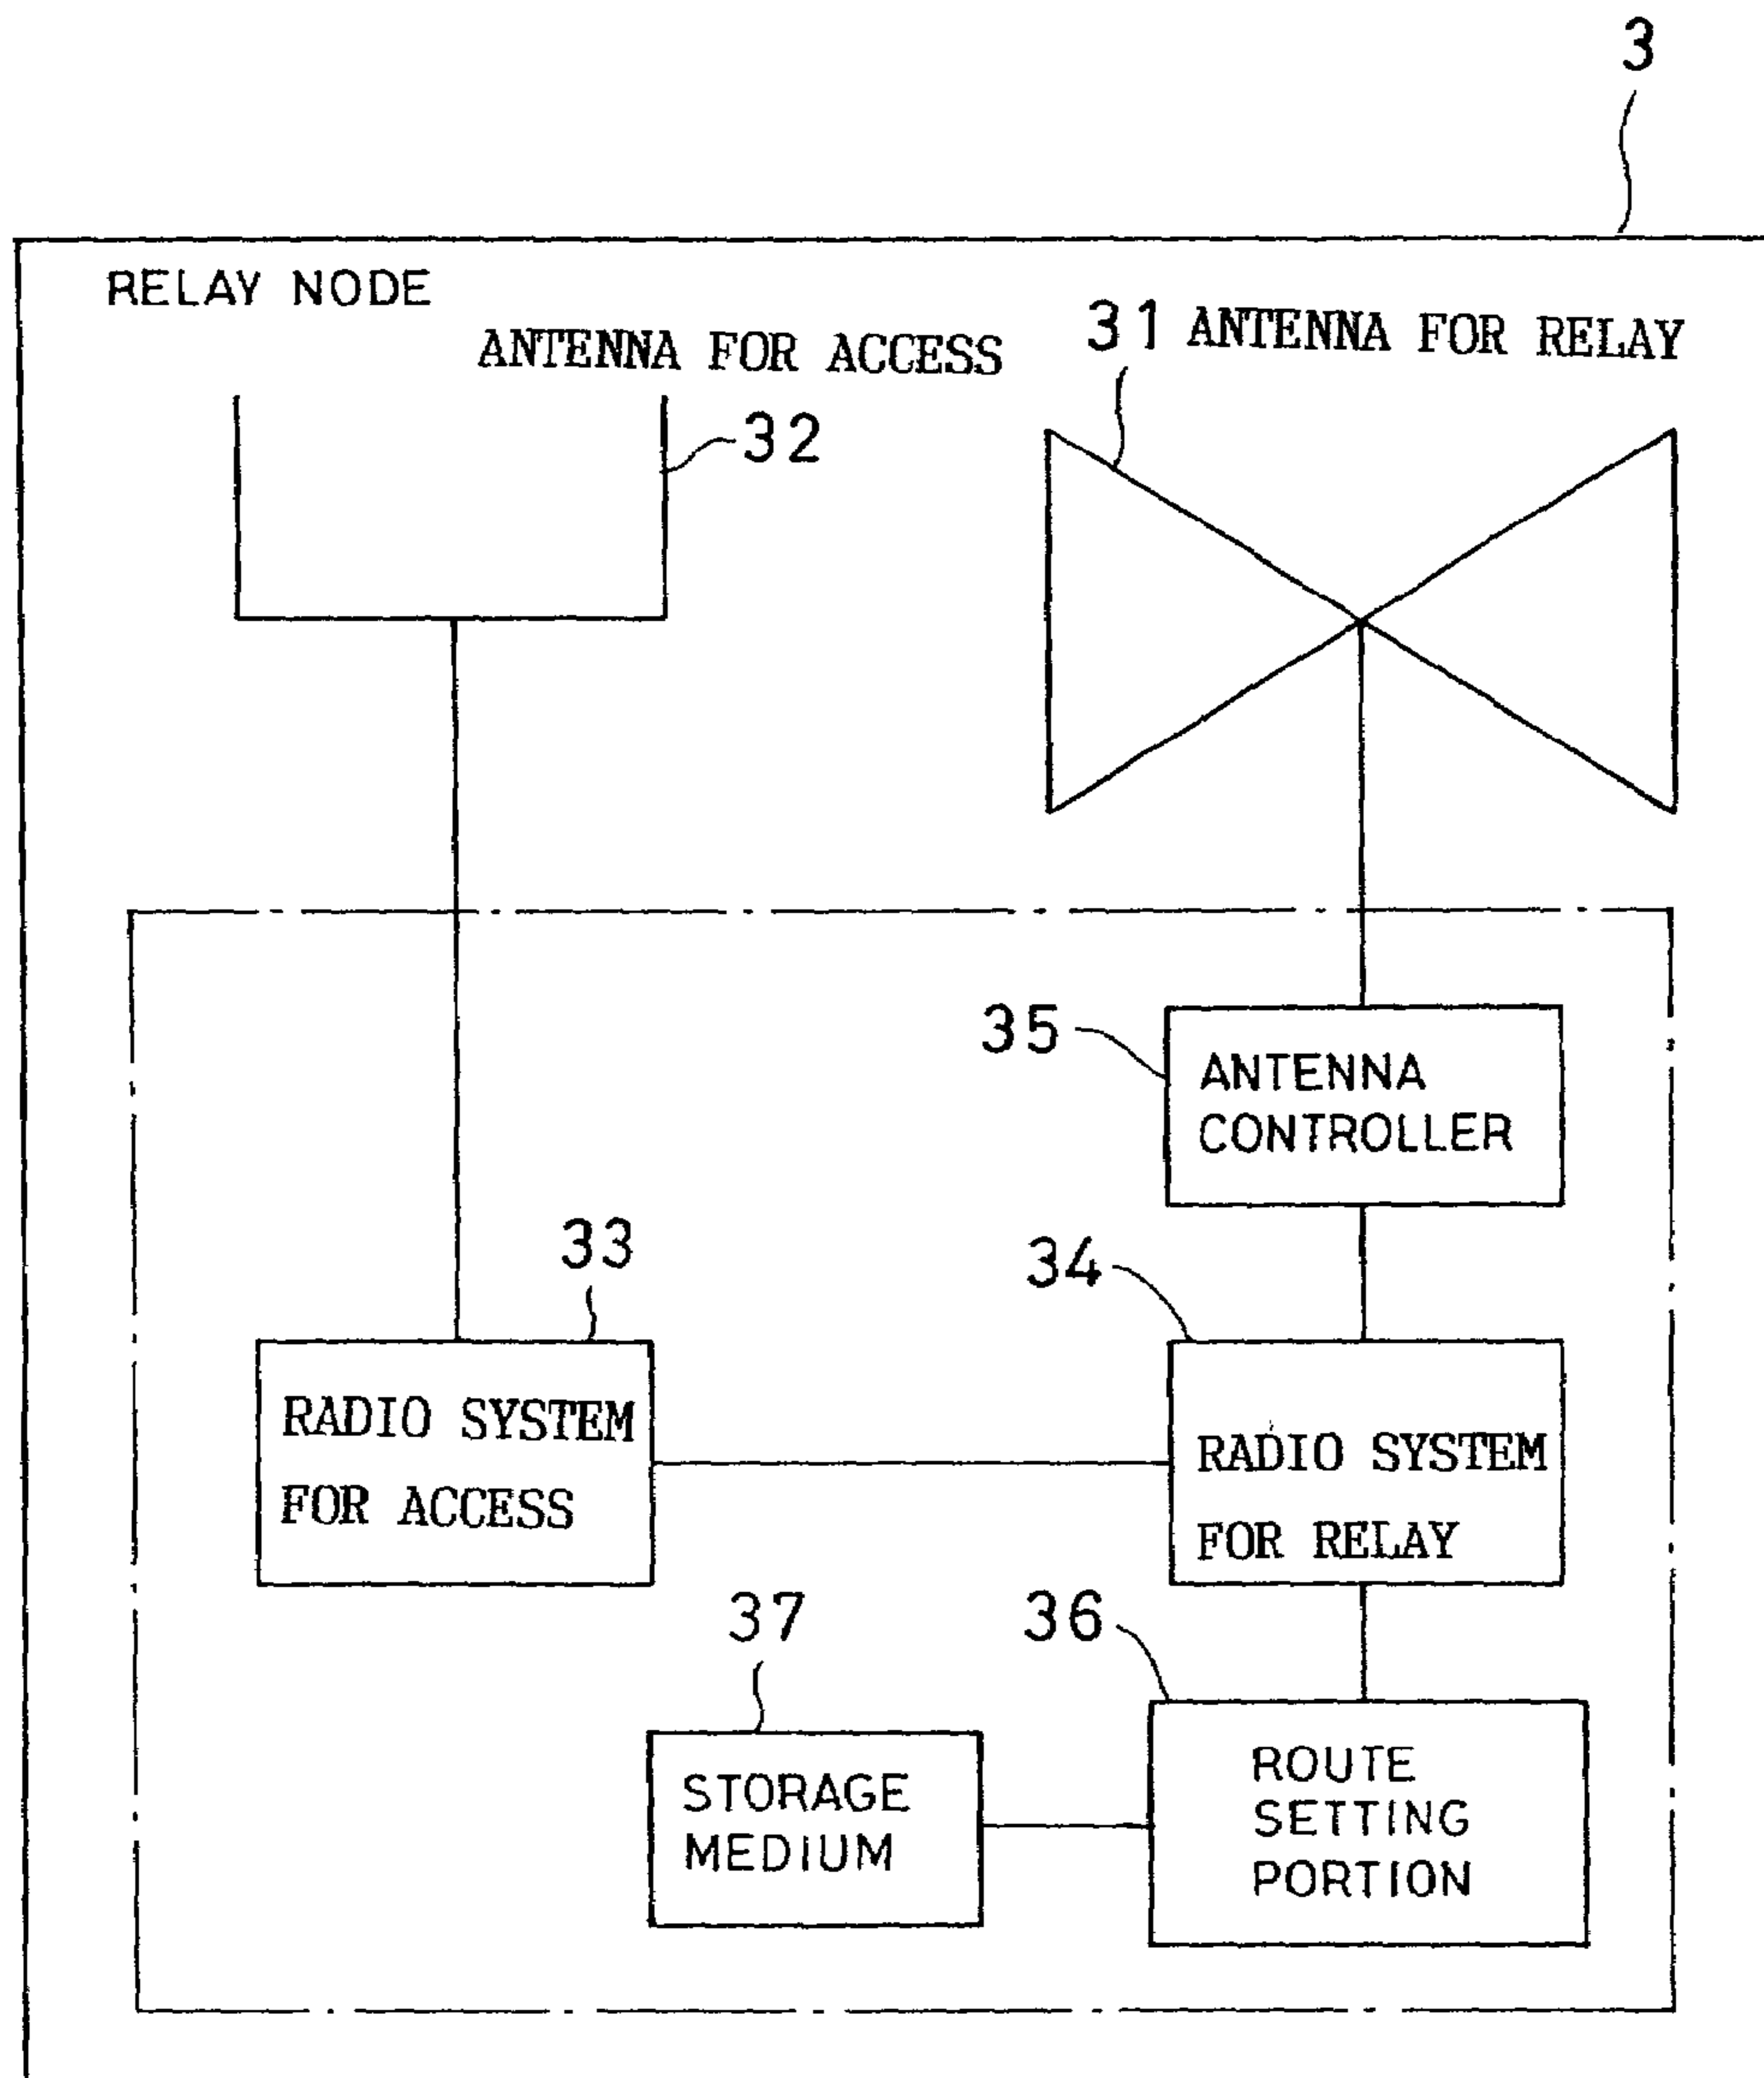 3
RELAY NODE
ANTENNA FOR ACCESS
31 ANTENNA FOR RELAY
32
35
ANTENNA
CONTROLLER
33
34
RADIO SYSTEM
FOR ACCESS
RADIO SYSTEM
FOR RELAY
37
36
STORAGE
MEDIUM
ROUTE
SETTING
PORTION